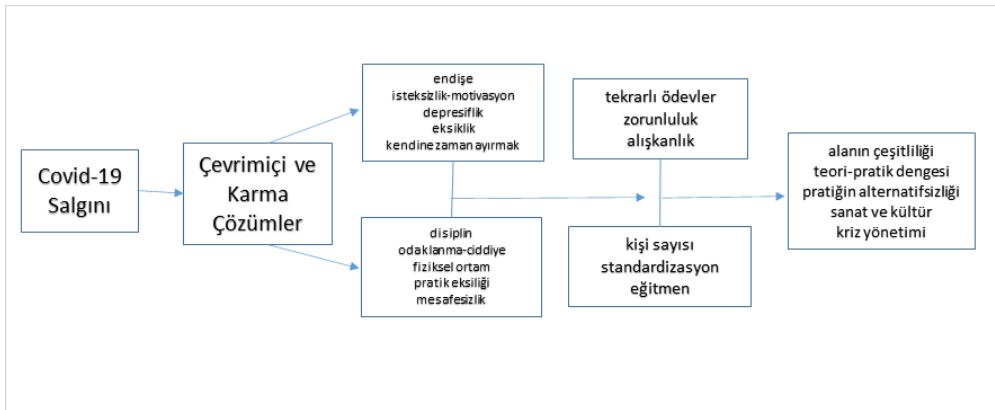 Covid-19
Salgını
Çevrimiçi ve
Karma
Çözümler
endişe
isteksizlik-motivasyon
depresiflik
eksiklik
kendine zaman ayırmak
disiplin
odaklanma-ciddiye
fiziksel ortam
pratik eksiliği
mesafesizlik
tekrarlı ödevler
zorunluluk
alışkanlık
kişi sayısı
standardizasyon
eğitmen
alanın çeşitliliği
teori-pratik dengesi
pratiğin alternatifsizliği
sanat ve kültür
kriz yönetimi